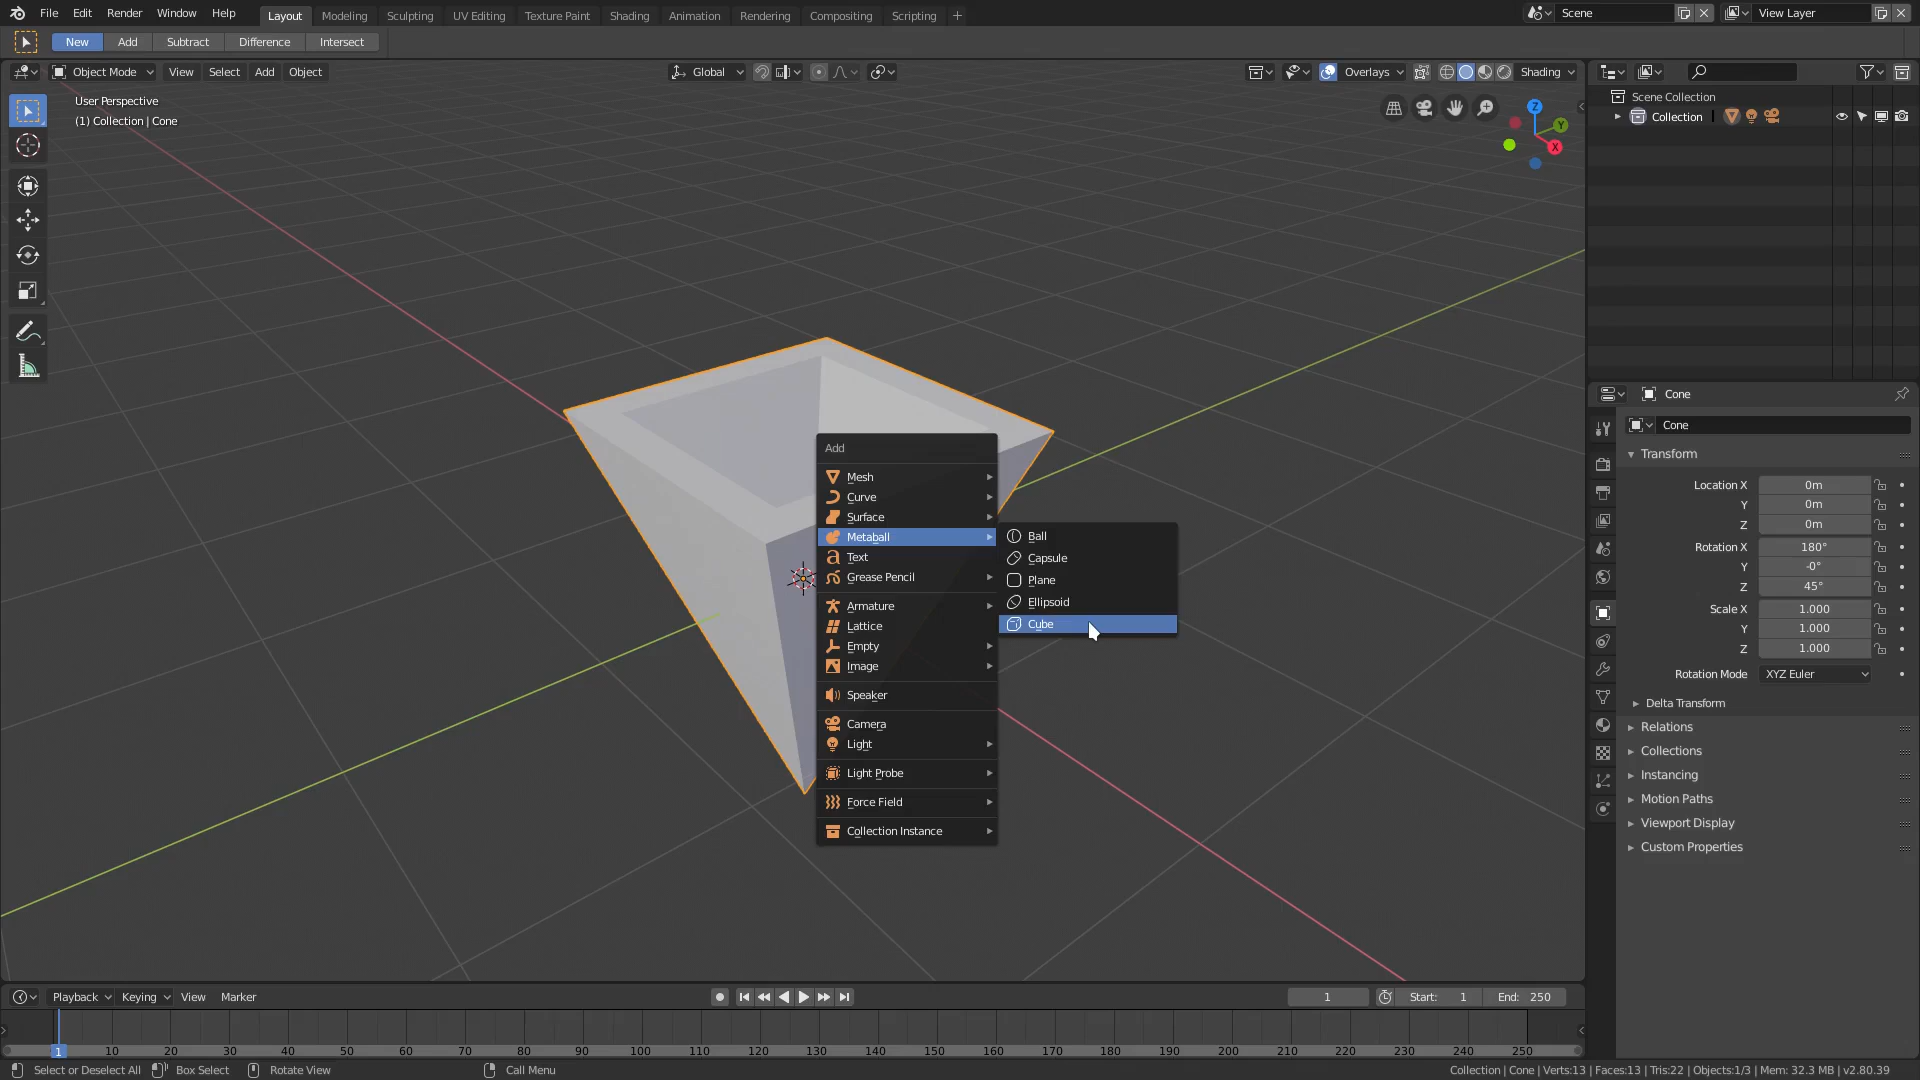 File Edit Render Window Help Layout Modeling Sculpting UV Editing Texture Paint Shading Animation Rendering Compositing Scripting + Scene View Layer
New Add Subtract Difference Intersect
Object Mode View Select Add Object Global Overlays Shading
User Perspective
(1) Collection | Cone
Z
Y
X
Scene Collection
Collection
Cone
Cone
Transform
Location X 0m
Y 0m
Z 0m
Rotation X 180°
Y -0°
Z 45°
Scale X 1.000
Y 1.000
Z 1.000
Rotation Mode XYZ Euler
Delta Transform
Relations
Collections
Instancing
Motion Paths
Viewport Display
Custom Properties
Add
Mesh
Curve
Surface
Metaball
Text
Grease Pencil
Armature
Lattice
Empty
Image
Speaker
Camera
Light
Light Probe
Force Field
Collection Instance
Ball
Capsule
Plane
Ellipsoid
Cube
Playback Keying View Marker 1 Start: 1 End: 250
1 10 20 30 40 50 60 70 80 90 100 110 120 130 140 150 160 170 180 190 200 210 220 230 240 250
Select or Deselect All Box Select Rotate View Call Menu Collection | Cone | Verts:13 | Faces:13 | Tris:22 | Objects:1/3 | Mem: 32.3 MB | v2.80.39